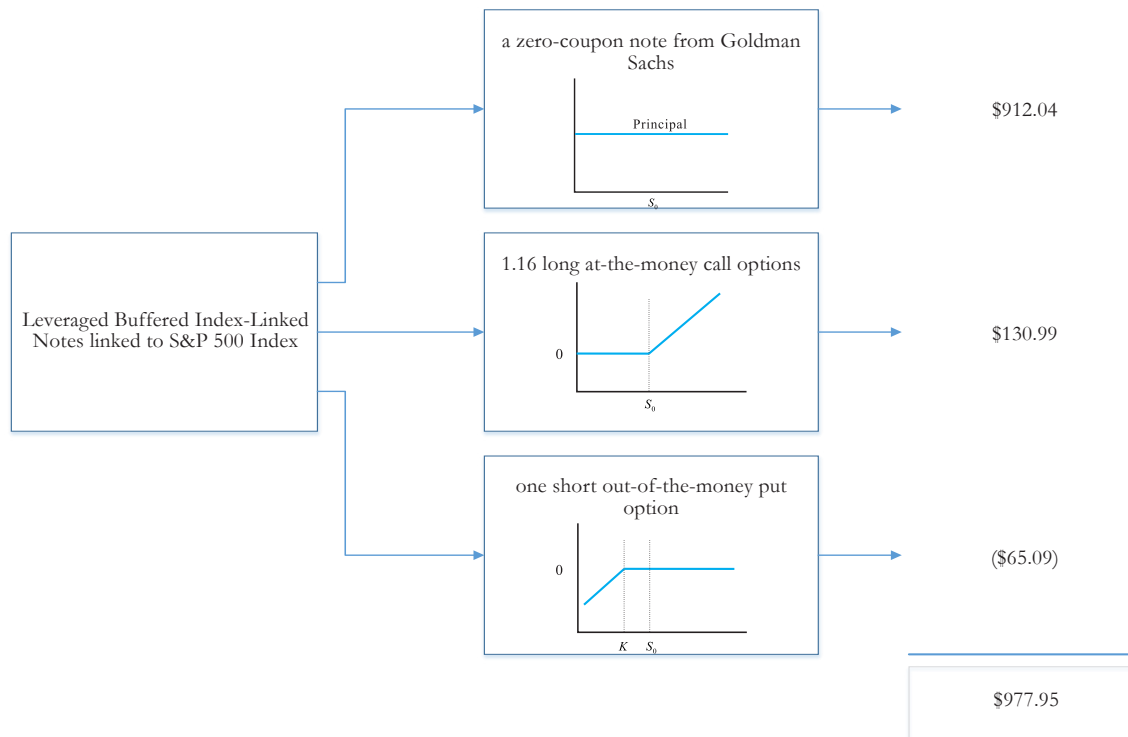 a zero-coupon note from Goldman
Sachs
Principal
S₀
$912.04
Leveraged Buffered Index-Linked
Notes linked to S&P 500 Index
1.16 long at-the-money call options
0
S₀
$130.99
one short out-of-the-money put
option
0
K S₀
($65.09)
$977.95